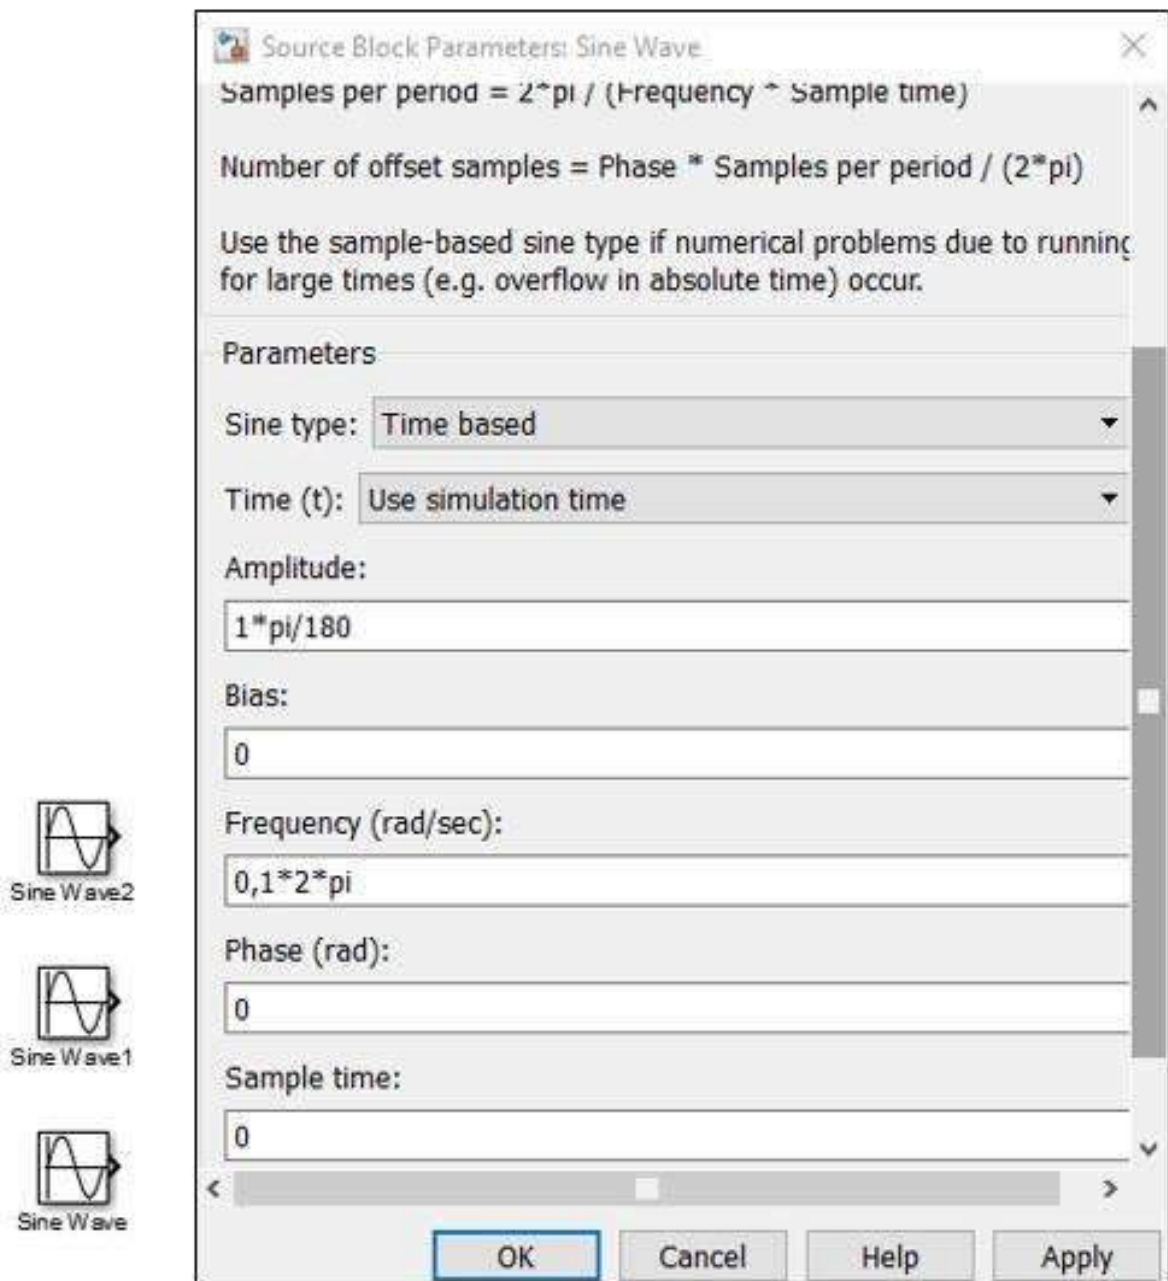 Source Block Parameters: Sine Wave
Samples per period = 2*pi / (Frequency * Sample time)
Number of offset samples = Phase * Samples per period / (2*pi)
Use the sample-based sine type if numerical problems due to running
for large times (e.g. overflow in absolute time) occur.
Parameters
Sine type: Time based
Time (t): Use simulation time
Amplitude:
1*pi/180
Bias:
0
Frequency (rad/sec):
0,1*2*pi
Phase (rad):
0
Sample time:
0
OK Cancel Help Apply
Sine Wave2
Sine Wave1
Sine Wave